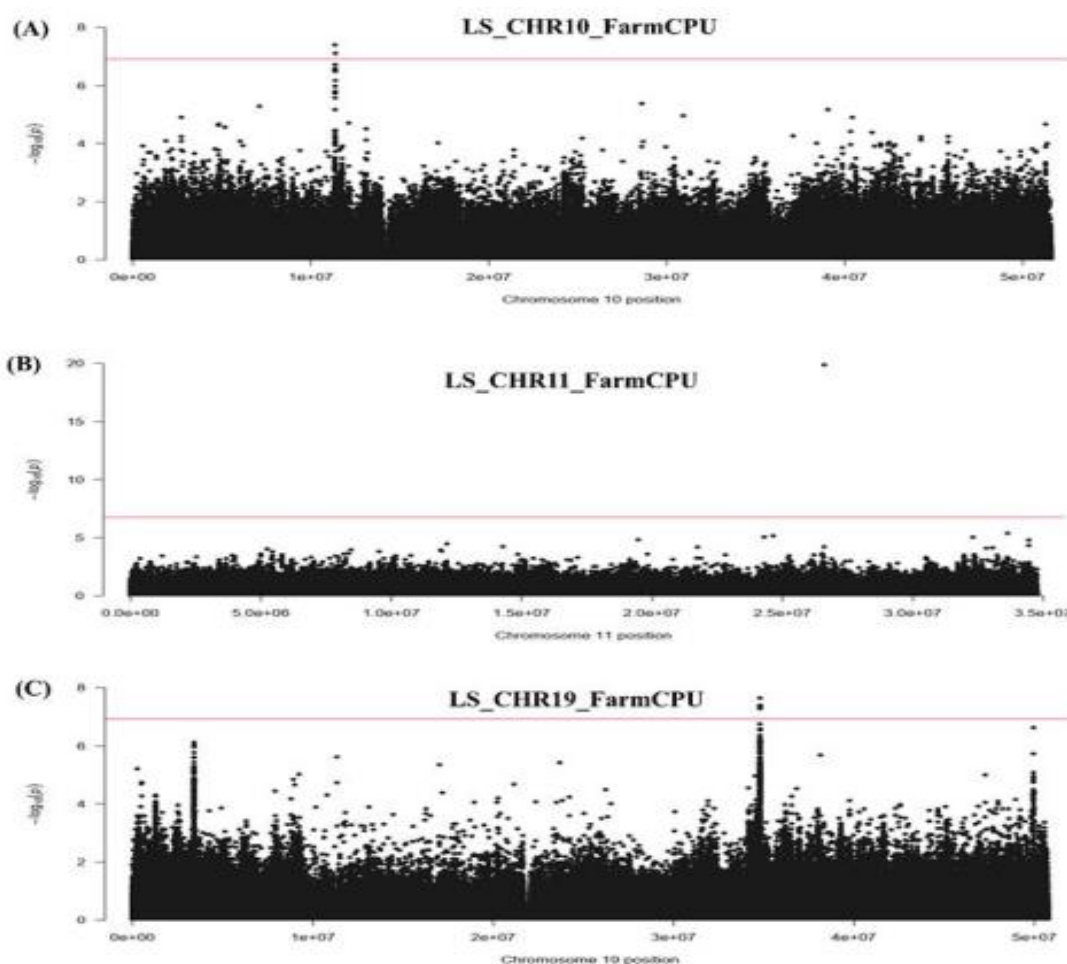 (A)
LS_CHR10_FarmCPU
8
6
4
2
0
−log₁₀(p)
0e+00 1e+07 2e+07 3e+07 4e+07 5e+07
Chromosome 10 position
(B)
LS_CHR11_FarmCPU
20
15
10
5
0
−log₁₀(p)
0.0e+00 5.0e+06 1.0e+07 1.5e+07 2.0e+07 2.5e+07 3.0e+07 3.5e+07
Chromosome 11 position
(C)
LS_CHR19_FarmCPU
8
6
4
2
0
−log₁₀(p)
0e+00 1e+07 2e+07 3e+07 4e+07 5e+07
Chromosome 19 position